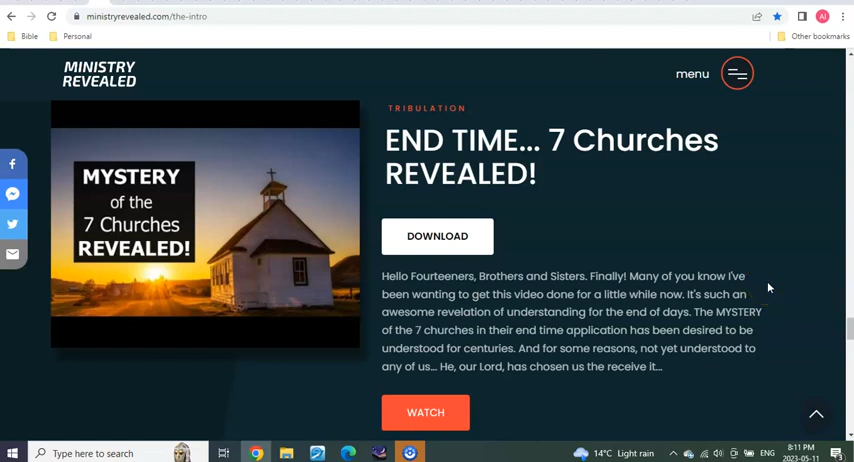 ministryrevealed.com/the-intro
Al
Bible
Personal
Other bookmarks
MINISTRY
REVEALED
menu
TRIBULATION
END TIME... 7 Churches
REVEALED!
MYSTERY
of the
7 Churches
REVEALED!
DOWNLOAD
Hello Fourteeners, Brothers and Sisters. Finally! Many of you know I've
been wanting to get this video done for a little while now. It's such an
awesome revelation of understanding for the end of days. The MYSTERY
of the 7 churches in their end time application has been desired to be
understood for centuries. And for some reasons, not yet understood to
any of us... He, our Lord, has chosen us the receive it...
WATCH
Type here to search
14°C Light rain
ENG
8:11 PM
2023-05-11
3